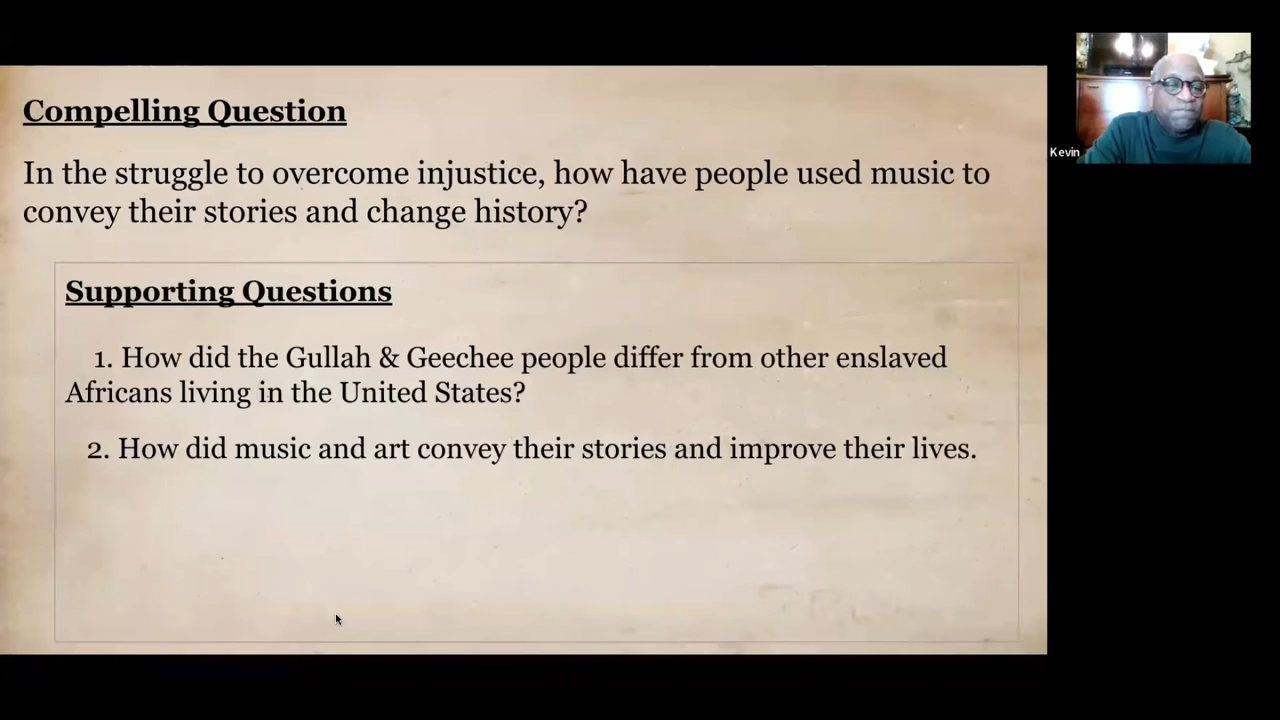 Compelling Question
In the struggle to overcome injustice, how have people used music to
convey their stories and change history?
Supporting Questions
1. How did the Gullah & Geechee people differ from other enslaved
Africans living in the United States?
2. How did music and art convey their stories and improve their lives.
Kevin